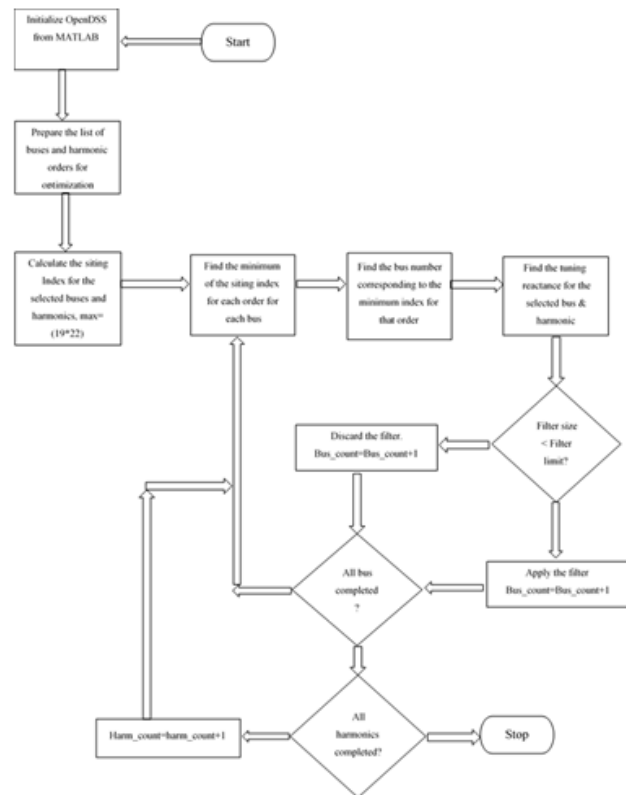 Initialize OpenDSS
from MATLAB
Start
Prepare the list of
buses and harmonic
orders for
optimization
Calculate the siting
Index for the
selected buses and
harmonics, max=
(19*22)
Find the minimum
of the siting index
for each order for
each bus
Find the bus number
corresponding to the
minimum index for
that order
Find the tuning
reactance for the
selected bus &
harmonic
Filter size
< Filter
limit?
Discard the filter.
Bus_count=Bus_count+1
All bus
completed
?
Apply the filter
Bus_count=Bus_count+1
All
harmonics
completed?
Harm_count=harm_count+1
Stop